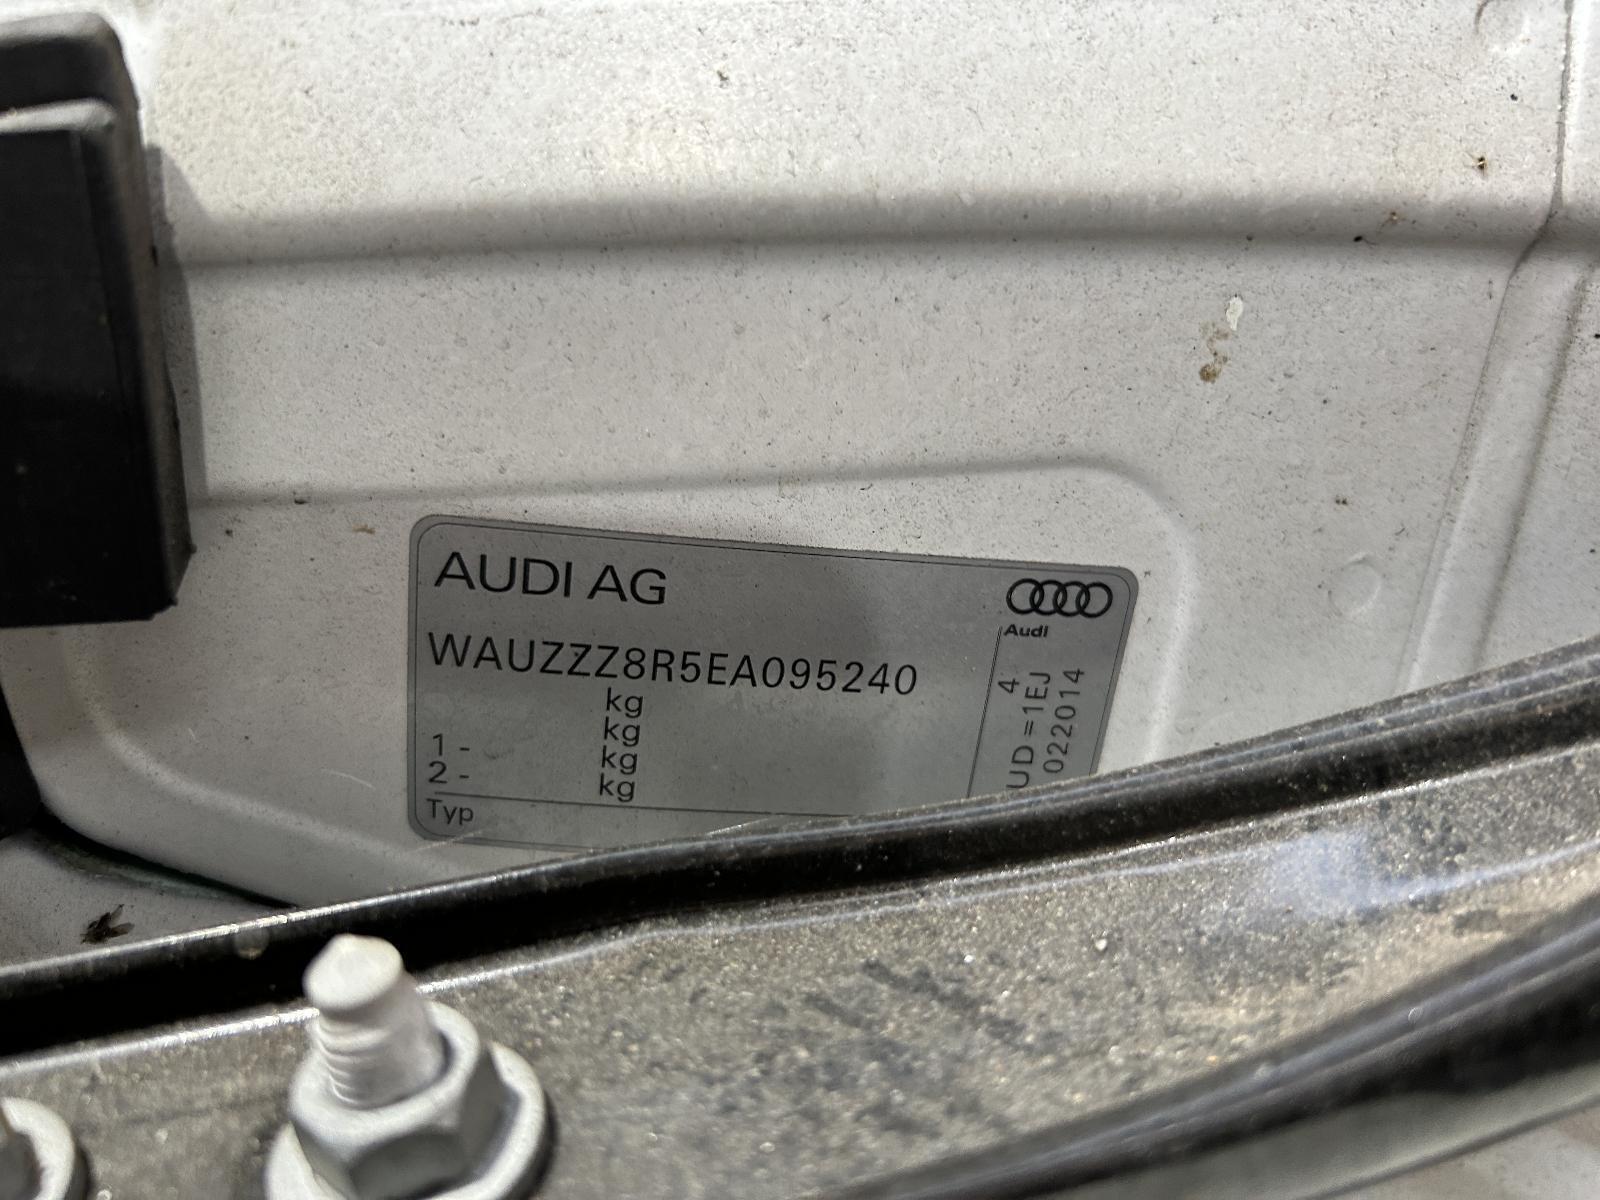 AUDI AG
Audi
WAUZZZ8R5EA095240
kg
kg
1 - kg
2 - kg
Typ
4
UD =1EJ
022014